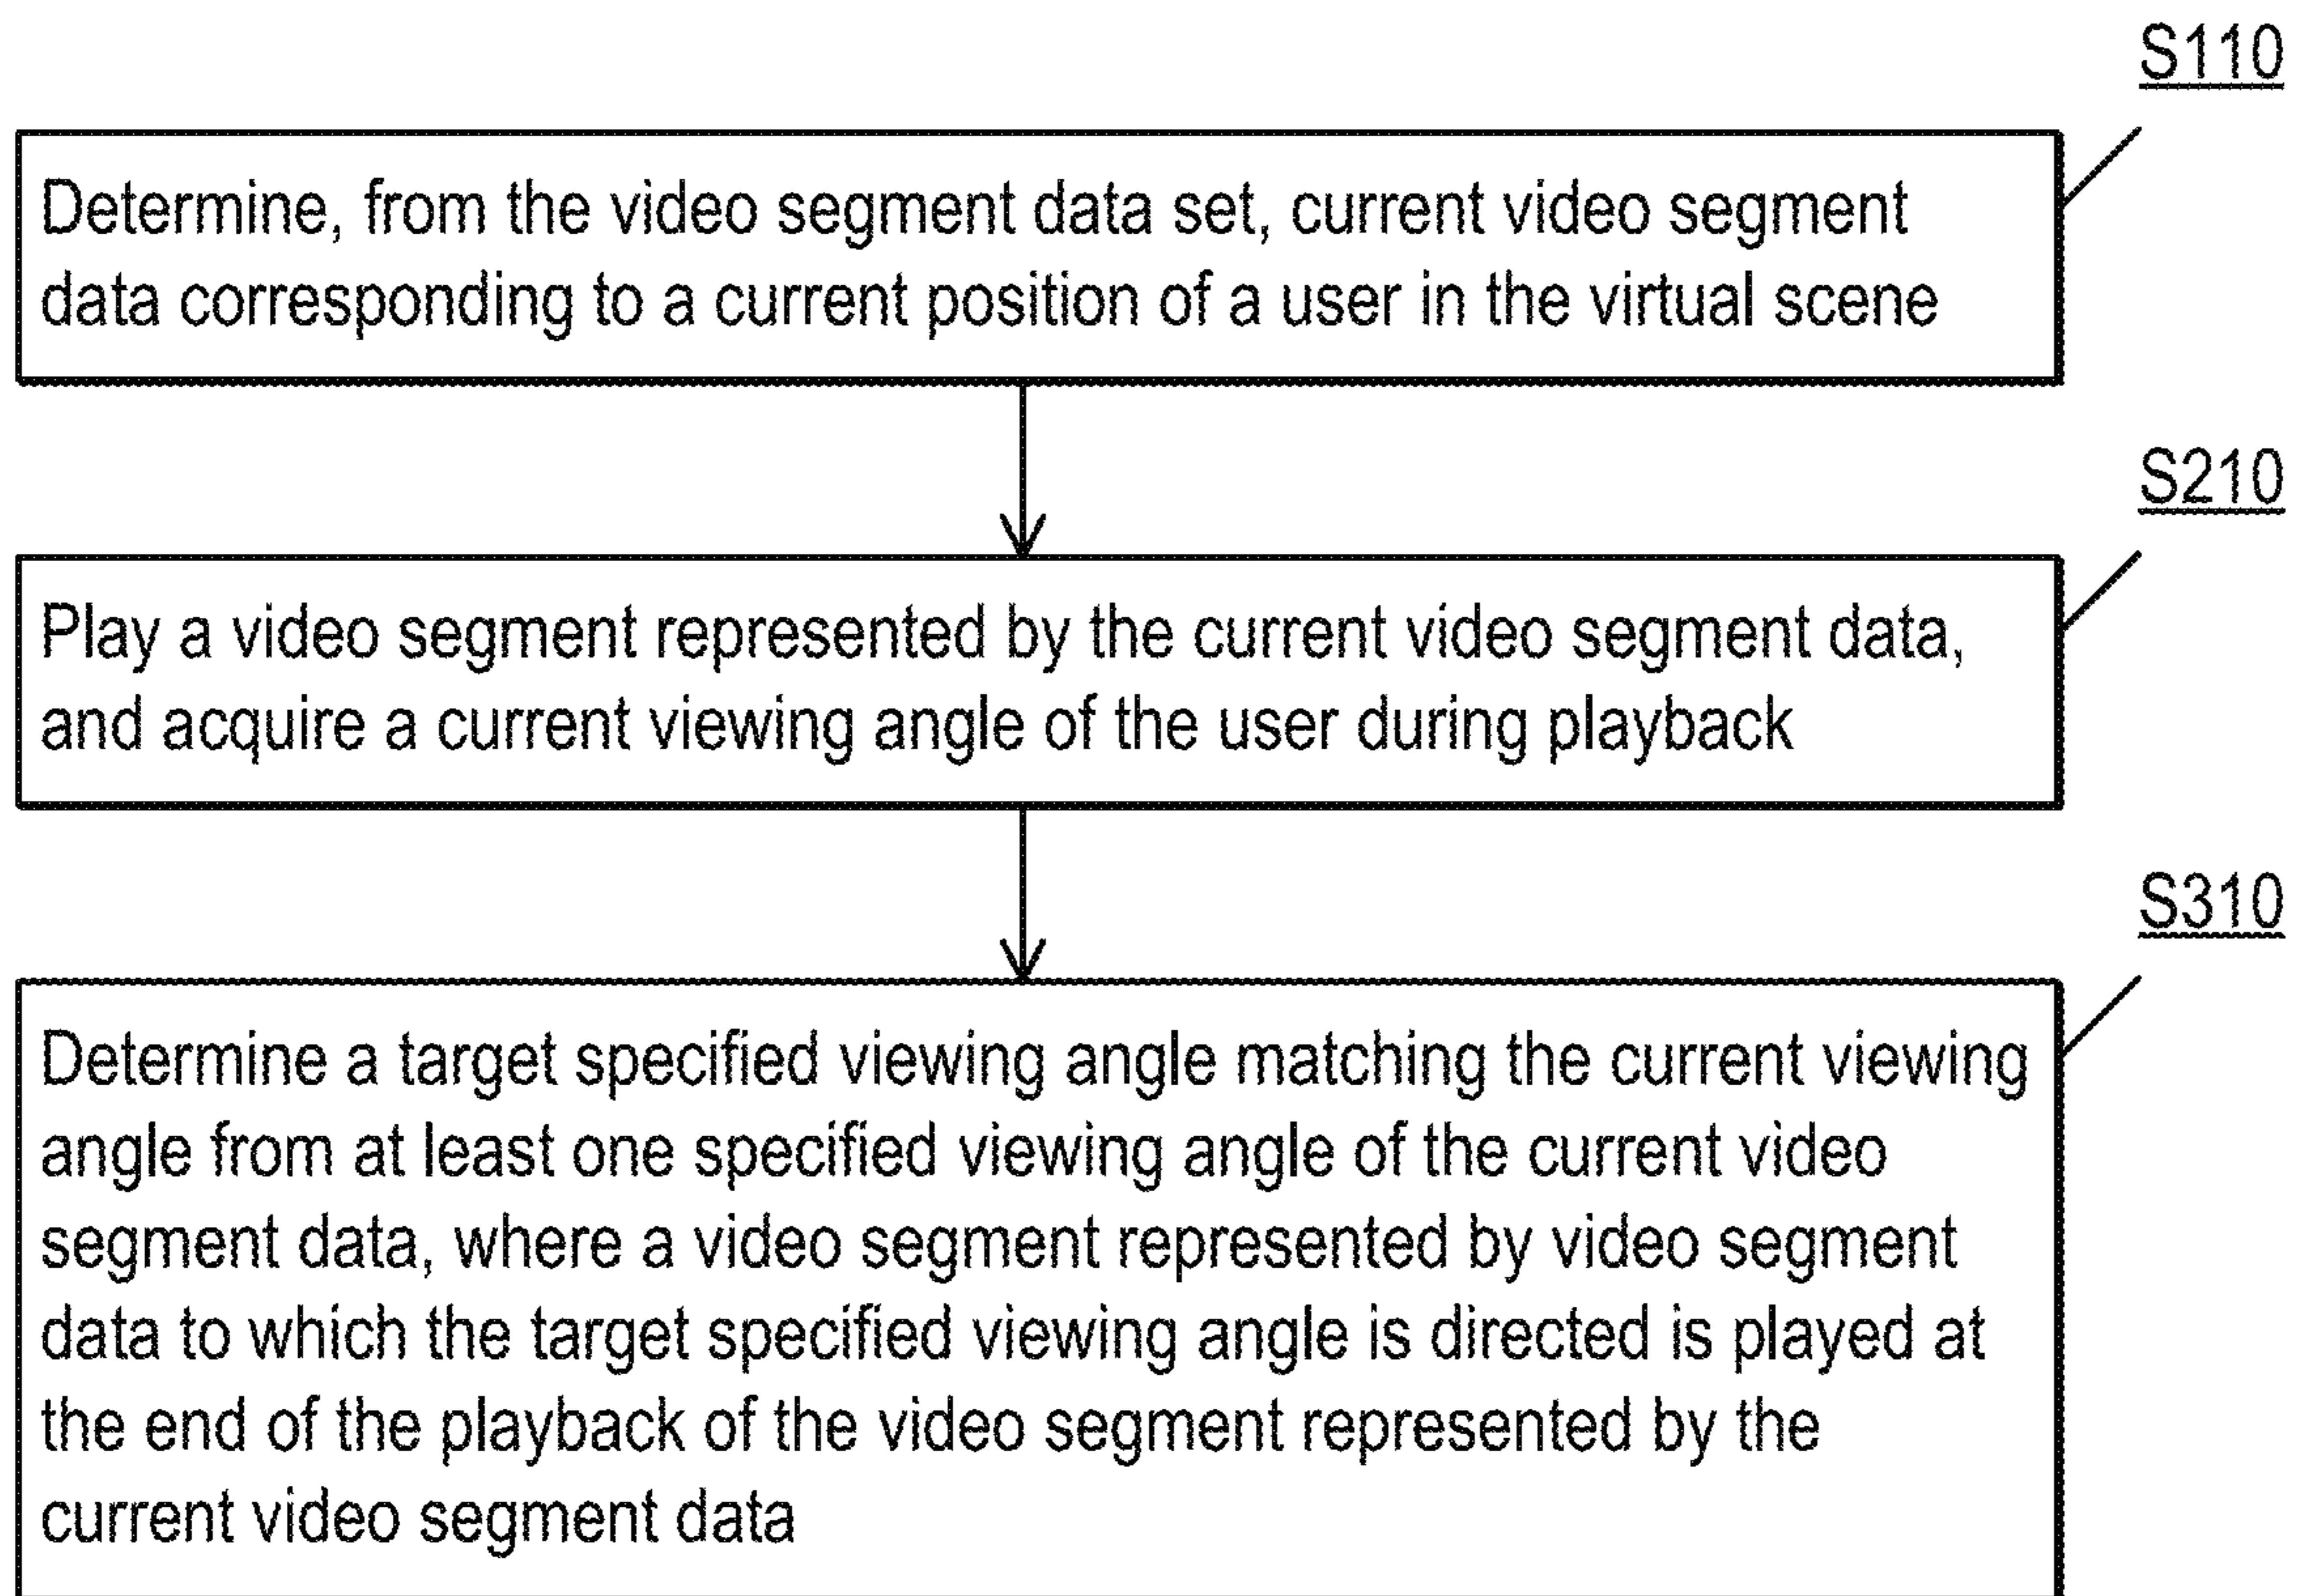 S110
Determine, from the video segment data set, current video segment
data corresponding to a current position of a user in the virtual scene
S210
Play a video segment represented by the current video segment data,
and acquire a current viewing angle of the user during playback
S310
Determine a target specified viewing angle matching the current viewing
angle from at least one specified viewing angle of the current video
segment data, where a video segment represented by video segment
data to which the target specified viewing angle is directed is played at
the end of the playback of the video segment represented by the
current video segment data